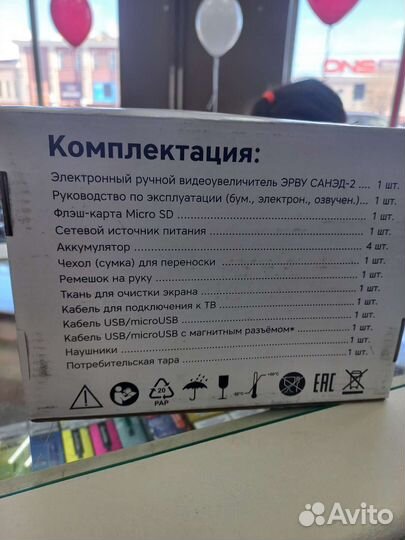 DNS
Комплектация:
Электронный ручной видеоувеличитель ЭРВУ САНЭД-2 .... 1 шт.
Руководство по эксплуатации (бум., электрон., озвучен.)... 1 шт.
Флэш-карта Micro SD 1 шт.
Сетевой источник питания 1 шт.
Аккумулятор 4 шт.
Чехол (сумка) для переноски 1 шт.
Ремешок на руку 1 шт.
Ткань для очистки экрана 1 шт.
Кабель для подключения к ТВ 1 шт.
Кабель USB/microUSB 1 шт.
Кабель USB/microUSB с магнитным разъёмом* 1 шт.
Наушники 1 шт.
Потребительская тара 1 шт.
20
PAP
EAC
Avito